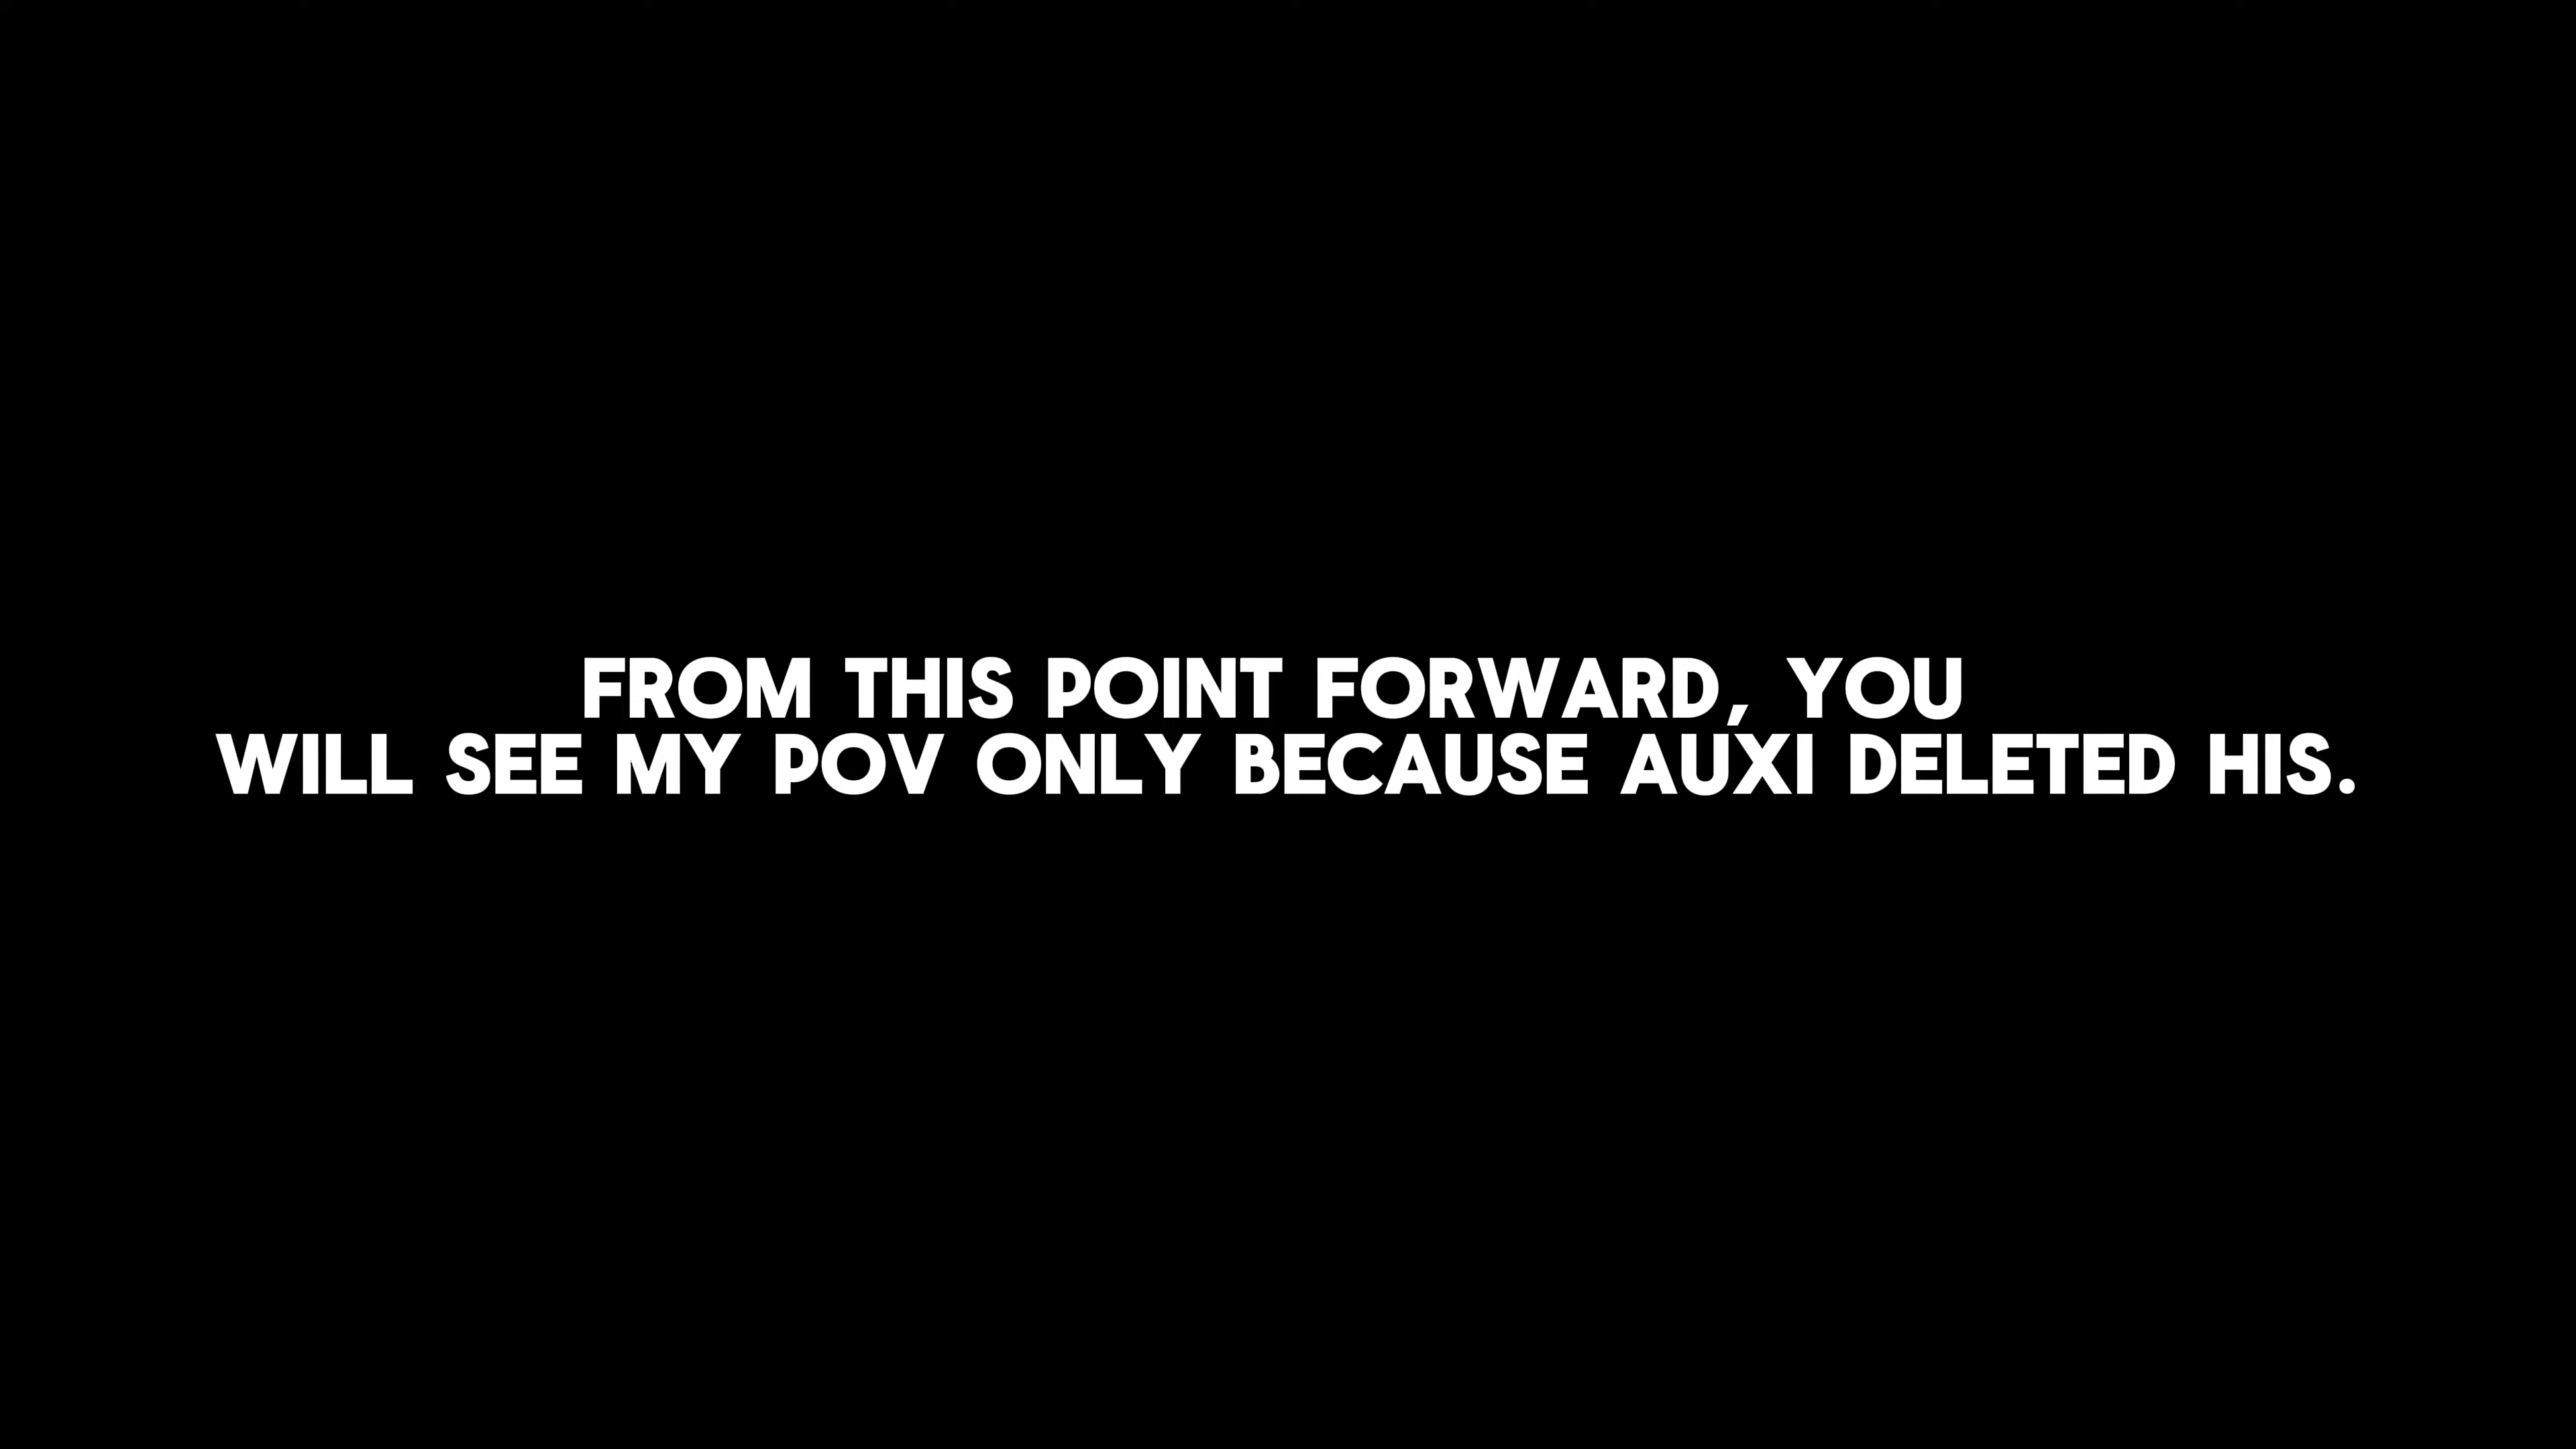 FROM THIS POINT FORWARD, YOU
WILL SEE MY POV ONLY BECAUSE AUXI DELETED HIS.